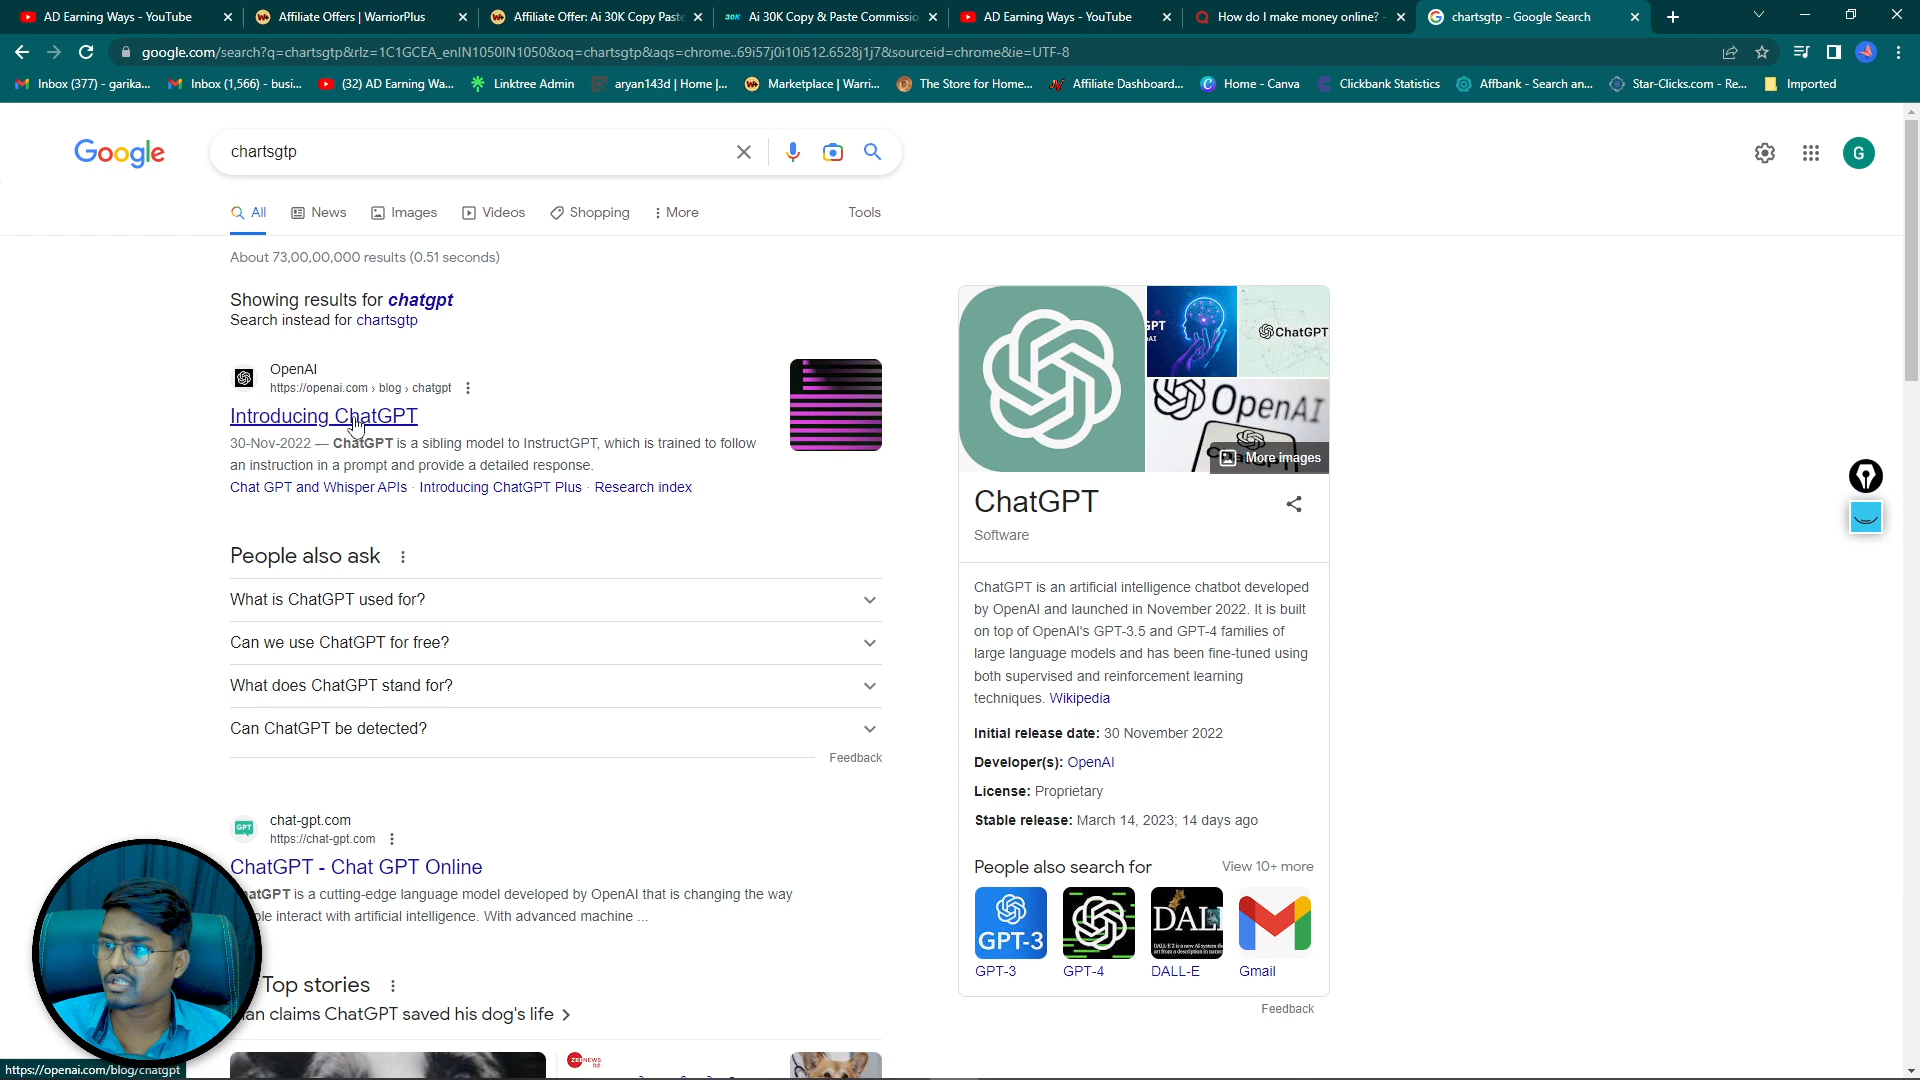 AD Earning Ways - YouTube
Affiliate Offers | WarriorPlus
Affiliate Offer: Ai 30K Copy Paste
30K
Ai 30K Copy & Paste Commissio
AD Earning Ways - YouTube
How do I make money online? -
chartsgtp - Google Search
google.com/search?q=chartsgtp&rlz=1C1GCEA_enIN1050IN1050&oq=chartsgtp&aqs=chrome..69i57j0i10i512.6528j1j7&sourceid=chrome&ie=UTF-8
Inbox (377) - garika...
Inbox (1,566) - busi...
(32) AD Earning Wa...
Linktree Admin
aryan143d | Home |...
Marketplace | Warri...
The Store for Home...
Affiliate Dashboard...
Home - Canva
Clickbank Statistics
Affbank - Search an...
Star-Clicks.com - Re...
Imported
Google
chartsgtp
G
All
News
Images
Videos
Shopping
More
Tools
About 73,00,00,000 results (0.51 seconds)
Showing results for chatgpt
Search instead for chartsgtp
OpenAI
https://openai.com › blog › chatgpt
Introducing ChatGPT
30-Nov-2022 — ChatGPT is a sibling model to InstructGPT, which is trained to follow
an instruction in a prompt and provide a detailed response.
Chat GPT and Whisper APIs · Introducing ChatGPT Plus · Research index
People also ask
What is ChatGPT used for?
Can we use ChatGPT for free?
What does ChatGPT stand for?
Can ChatGPT be detected?
Feedback
GPT
chat-gpt.com
https://chat-gpt.com
ChatGPT - Chat GPT Online
atGPT is a cutting-edge language model developed by OpenAI that is changing the way
ple interact with artificial intelligence. With advanced machine ...
Top stories
an claims ChatGPT saved his dog's life
ZEE NEWS
GPT
AI
ChatGPT
OpenAI
More images
ChatGPT
Software
ChatGPT is an artificial intelligence chatbot developed
by OpenAI and launched in November 2022. It is built
on top of OpenAI's GPT-3.5 and GPT-4 families of
large language models and has been fine-tuned using
both supervised and reinforcement learning
techniques. Wikipedia
Initial release date: 30 November 2022
Developer(s): OpenAI
License: Proprietary
Stable release: March 14, 2023; 14 days ago
People also search for
View 10+ more
GPT-3
DALL
GPT-3
GPT-4
DALL-E
Gmail
Feedback
https://openai.com/blog/chatgpt